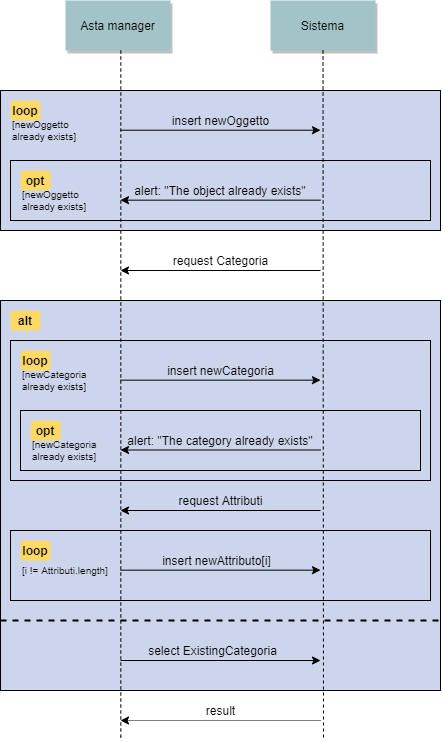 Asta manager
Sistema
loop
[newOggetto
already exists]
insert newOggetto
opt
[newOggetto
already exists]
alert: "The object already exists"
request Categoria
alt
loop
[newCategoria
already exists]
insert newCategoria
opt
[newCategoria
already exists]
alert: "The category already exists"
request Attributi
loop
[i != Attributi.length]
insert newAttributo[i]
select ExistingCategoria
result